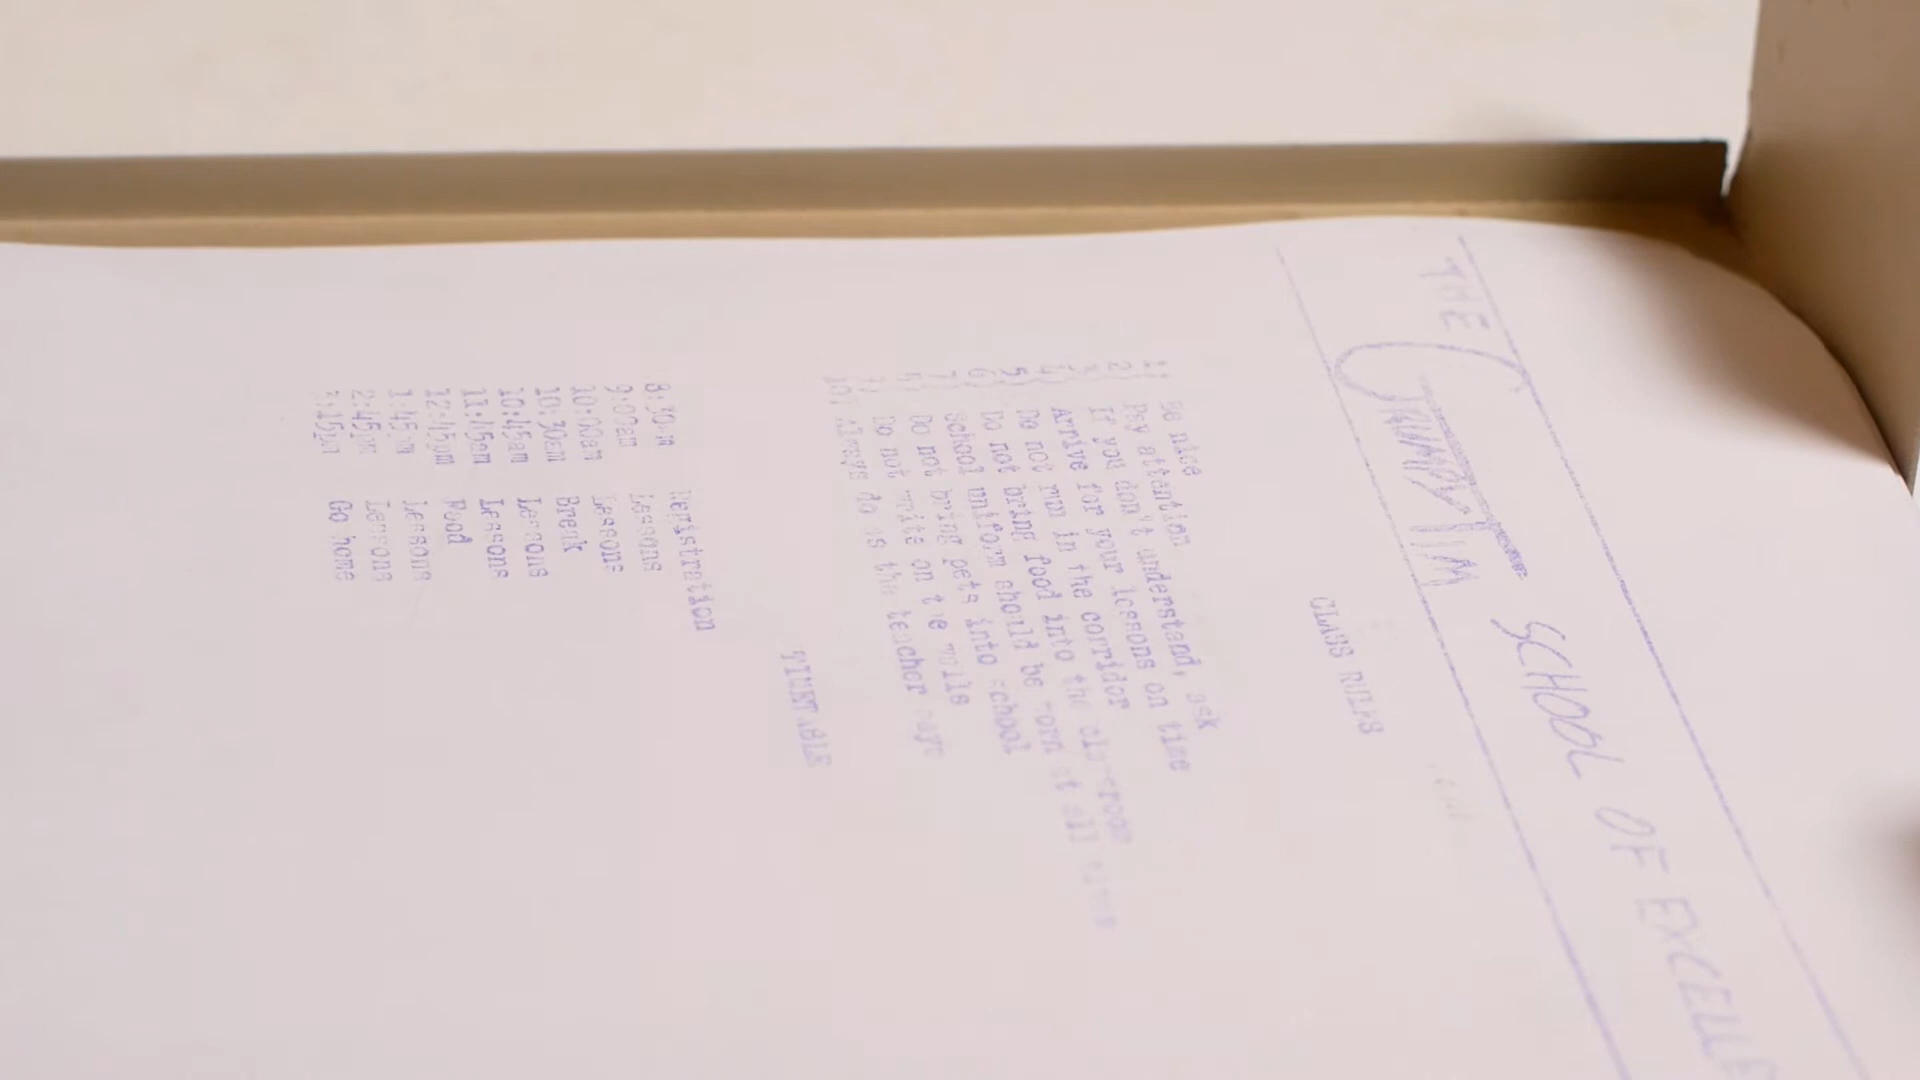 THE SCHOOL OF EXCELLE
CLASS RULES
1. Be nice
2. Pay attention
If you don't understand, ask
Arrive for your lessons on time
5. Do not run in the corridor
6. Do not bring food into the classroom
7. School uniform should be worn at all times
Do not bring pets into school
Do not write on the walls
10. Always do as the teacher says
TIMETABLE
8:30am Registration
9:00am Lessons
10:00am Lessons
10:30am Break
10:45am Lessons
11:45am Lessons
12:45pm Food
1:45pm Lessons
2:45pm Lessons
3:45pm Go home